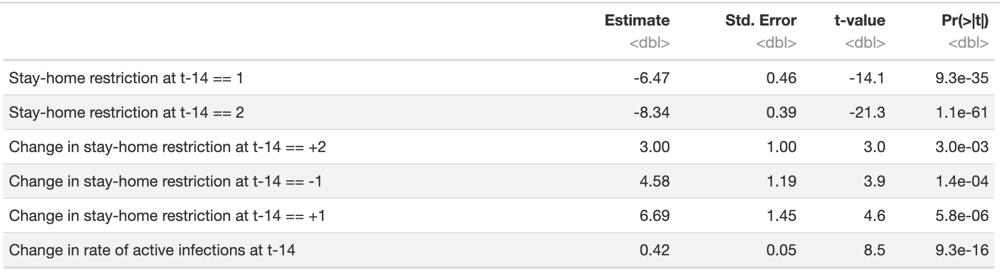 Estimate Std. Error t-value Pr(>|t|)
<dbl> <dbl> <dbl> <dbl>
Stay-home restriction at t-14 == 1 -6.47 0.46 -14.1 9.3e-35
Stay-home restriction at t-14 == 2 -8.34 0.39 -21.3 1.1e-61
Change in stay-home restriction at t-14 == +2 3.00 1.00 3.0 3.0e-03
Change in stay-home restriction at t-14 == -1 4.58 1.19 3.9 1.4e-04
Change in stay-home restriction at t-14 == +1 6.69 1.45 4.6 5.8e-06
Change in rate of active infections at t-14 0.42 0.05 8.5 9.3e-16